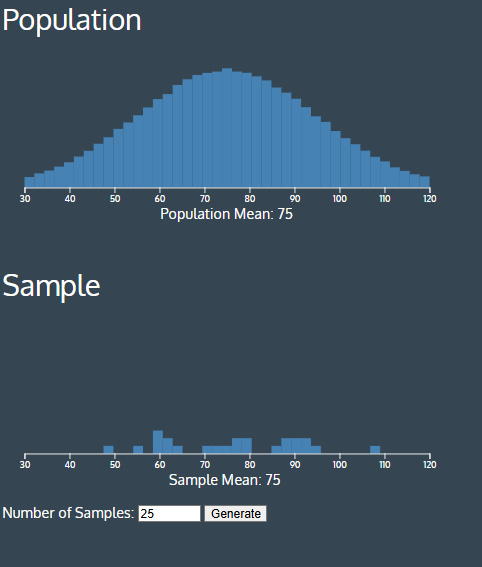 Population
30 40 50 60 70 80 90 100 110 120
Population Mean: 75
Sample
30 40 50 60 70 80 90 100 110 120
Sample Mean: 75
Number of Samples: 25 Generate